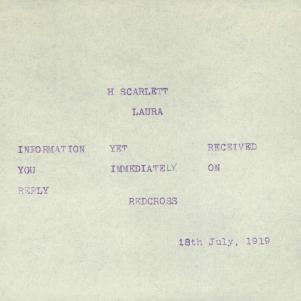 H SCARLETT
LAURA
INFORMATION YET RECEIVED
YOU IMMEDIATELY ON
REPLY
REDCROSS
18th July, 1919